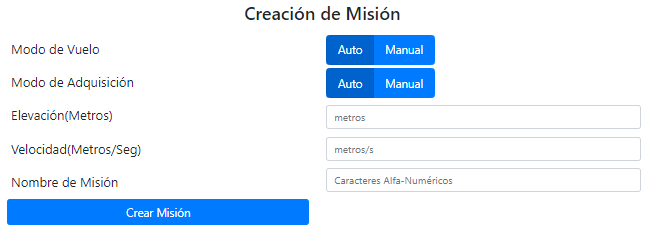 Creación de Misión
Modo de Vuelo Auto Manual
Modo de Adquisición Auto Manual
Elevación(Metros) metros
Velocidad(Metros/Seg) metros/s
Nombre de Misión Caracteres Alfa-Numéricos
Crear Misión